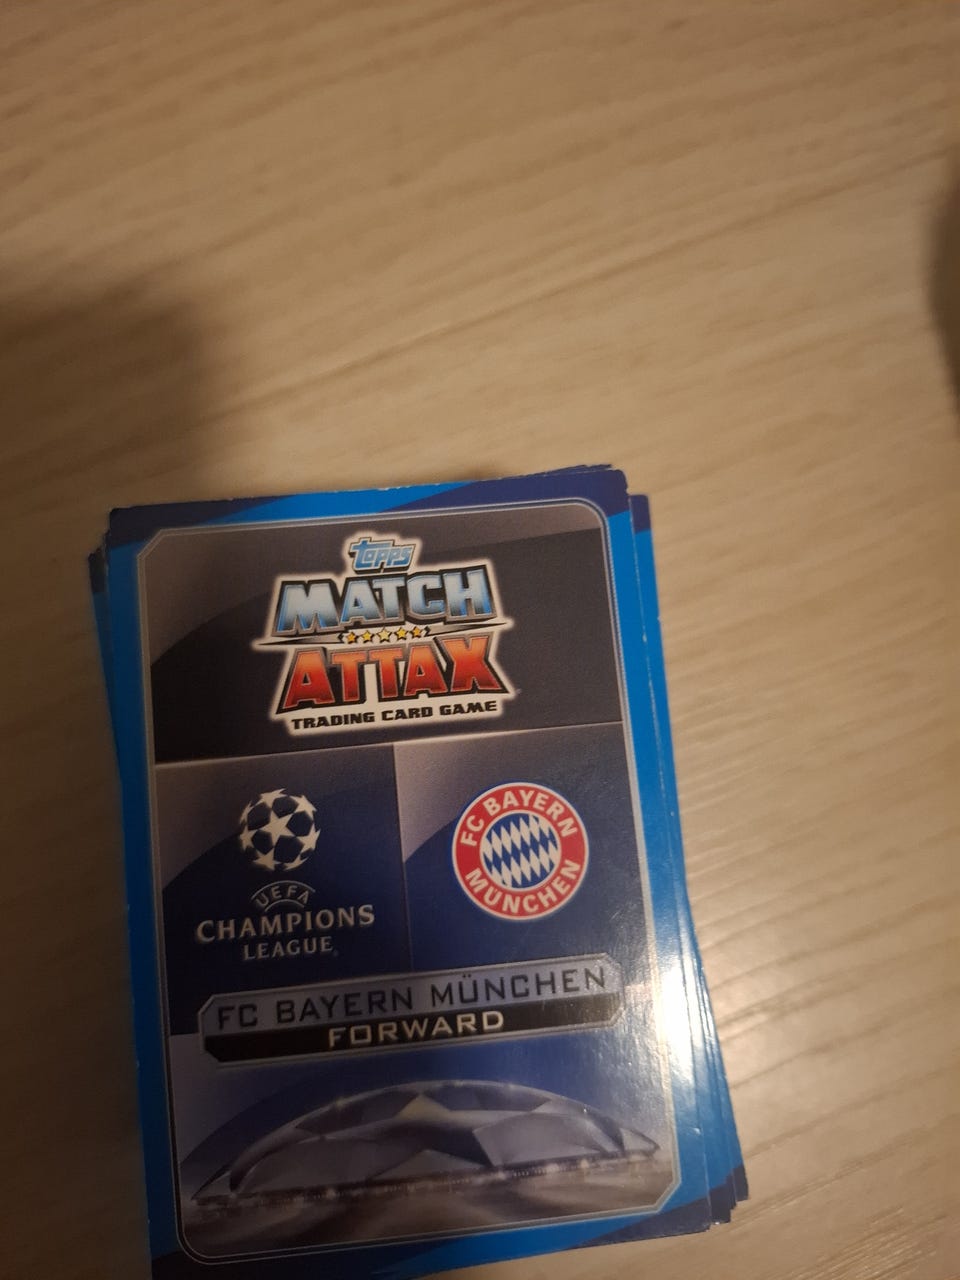 topps
MATCH
ATTAX
TRADING CARD GAME
UEFA
CHAMPIONS
LEAGUE
FC BAYERN
MÜNCHEN
FC BAYERN MÜNCHEN
FORWARD